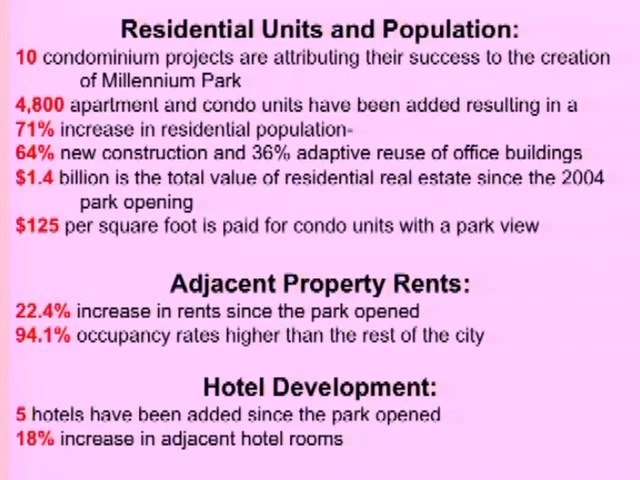 Residential Units and Population:
10 condominium projects are attributing their success to the creation
of Millennium Park
4,800 apartment and condo units have been added resulting in a
71% increase in residential population-
64% new construction and 36% adaptive reuse of office buildings
$1.4 billion is the total value of residential real estate since the 2004
park opening
$125 per square foot is paid for condo units with a park view
Adjacent Property Rents:
22.4% increase in rents since the park opened
94.1% occupancy rates higher than the rest of the city
Hotel Development:
5 hotels have been added since the park opened
18% increase in adjacent hotel rooms